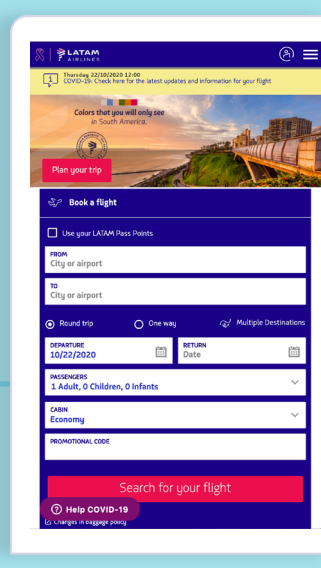 LATAM
AIRLINES
Thursday 22/10/2020 12:00
COVID-19: Check here for the latest updates and information for your flight
Colors that you will only see
in South America.
Plan your trip
Book a flight
Use your LATAM Pass Points
FROM
City or airport
TO
City or airport
Round trip
One way
Multiple Destinations
DEPARTURE
10/22/2020
RETURN
Date
PASSENGERS
1 Adult, 0 Children, 0 Infants
CABIN
Economy
PROMOTIONAL CODE
Search for your flight
Help COVID-19
Changes in baggage policy